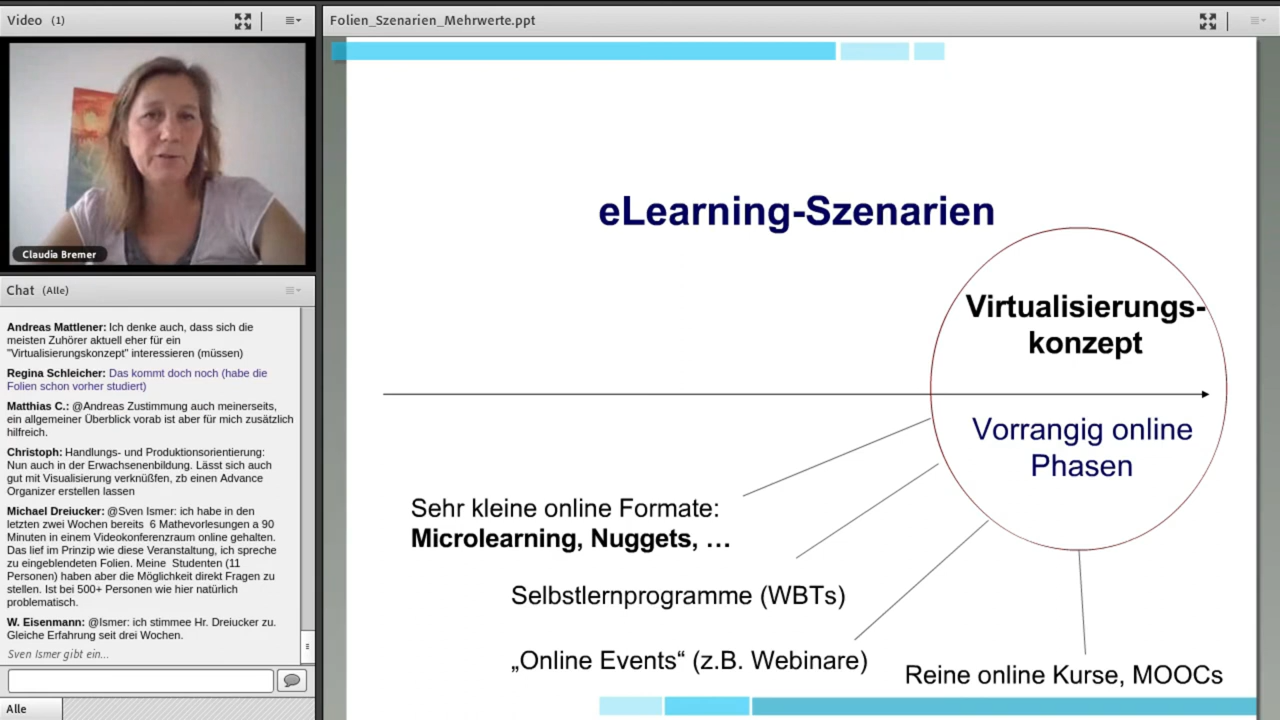 Video (1)
Claudia Bremer
Chat (Alle)
Andreas Mattlener: Ich denke auch, dass sich die
meisten Zuhörer aktuell eher für ein
"Virtualisierungskonzept" interessieren (müssen)
Regina Schleicher: Das kommt doch noch (habe die
Folien schon vorher studiert)
Matthias C.: @Andreas Zustimmung auch meinerseits,
ein allgemeiner Überblick vorab ist aber für mich zusätzlich
hilfreich.
Christoph: Handlungs- und Produktionsorientierung:
Nun auch in der Erwachsenenbildung. Lässt sich auch
gut mit Visualisierung verknüßfen, zb einen Advance
Organizer erstellen lassen
Michael Dreiucker: @Sven Ismer: ich habe in den
letzten zwei Wochen bereits 6 Mathevorlesungen a 90
Minuten in einem Videokonferenzraum online gehalten.
Das lief im Prinzip wie diese Veranstaltung, ich spreche
zu eingeblendeten Folien. Meine Studenten (11
Personen) haben aber die Möglichkeit direkt Fragen zu
stellen. Ist bei 500+ Personen wie hier natürlich
problematisch.
W. Eisenmann: @Ismer: ich stimmee Hr. Dreiucker zu.
Gleiche Erfahrung seit drei Wochen.
Sven Ismer gibt ein...
Alle
Folien_Szenarien_Mehrwerte.ppt
eLearning-Szenarien
Virtualisierungs-
konzept
Vorrangig online
Phasen
Sehr kleine online Formate:
Microlearning, Nuggets, …
Selbstlernprogramme (WBTs)
„Online Events“ (z.B. Webinare)
Reine online Kurse, MOOCs